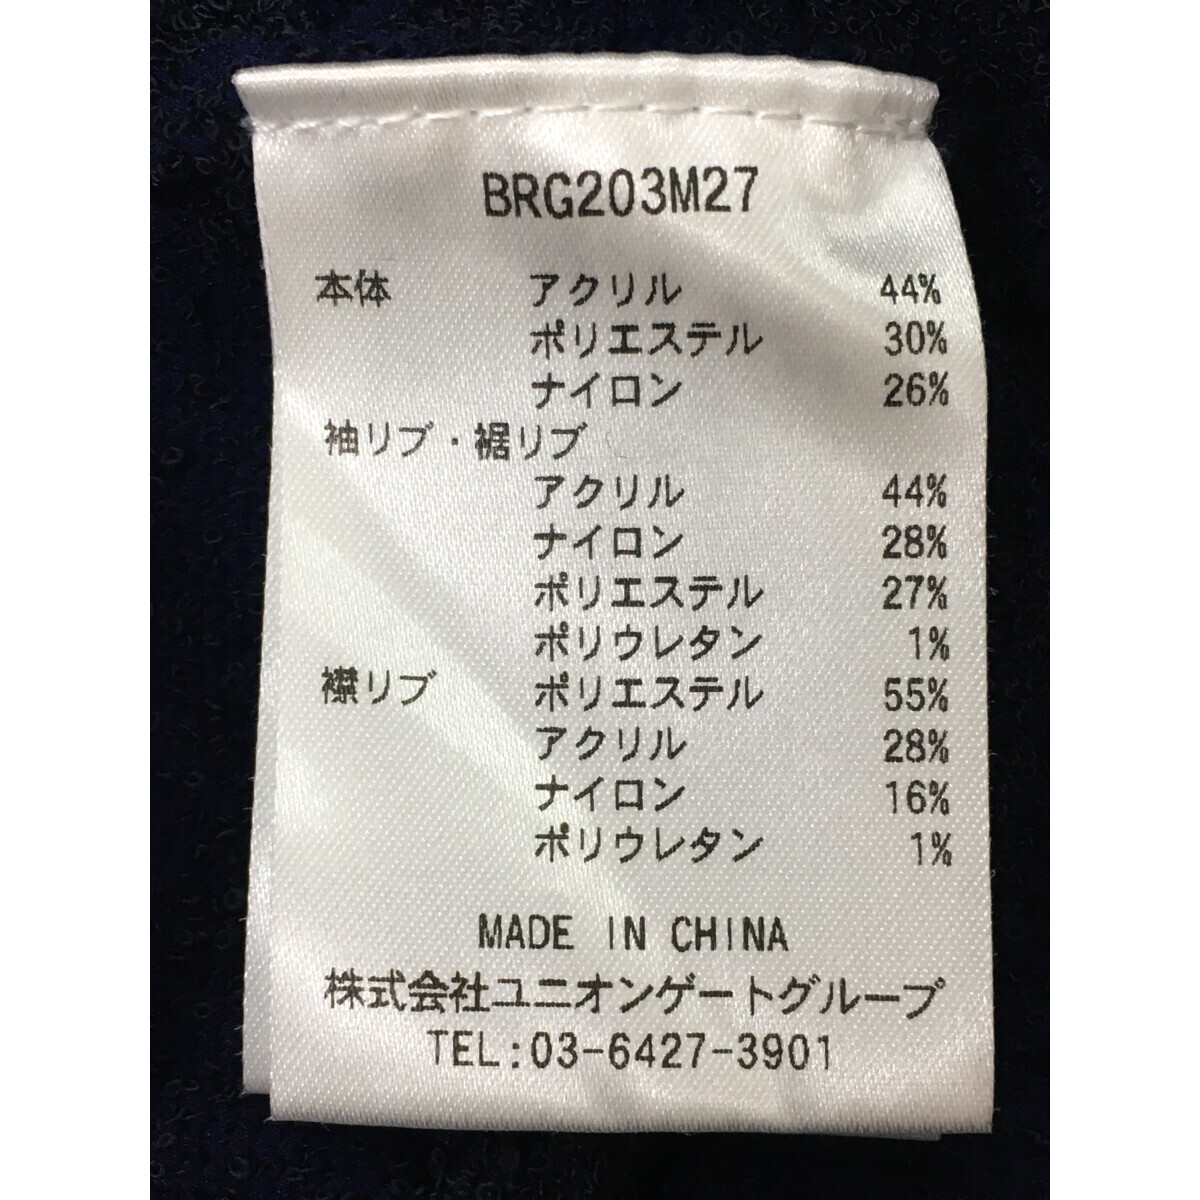 BRG203M27
本体 アクリル 44%
ポリエステル 30%
ナイロン 26%
袖リブ・裾リブ
アクリル 44%
ナイロン 28%
ポリエステル 27%
ポリウレタン 1%
襟リブ ポリエステル 55%
アクリル 28%
ナイロン 16%
ポリウレタン 1%
MADE IN CHINA
株式会社ユニオンゲートグループ
TEL:03-6427-3901